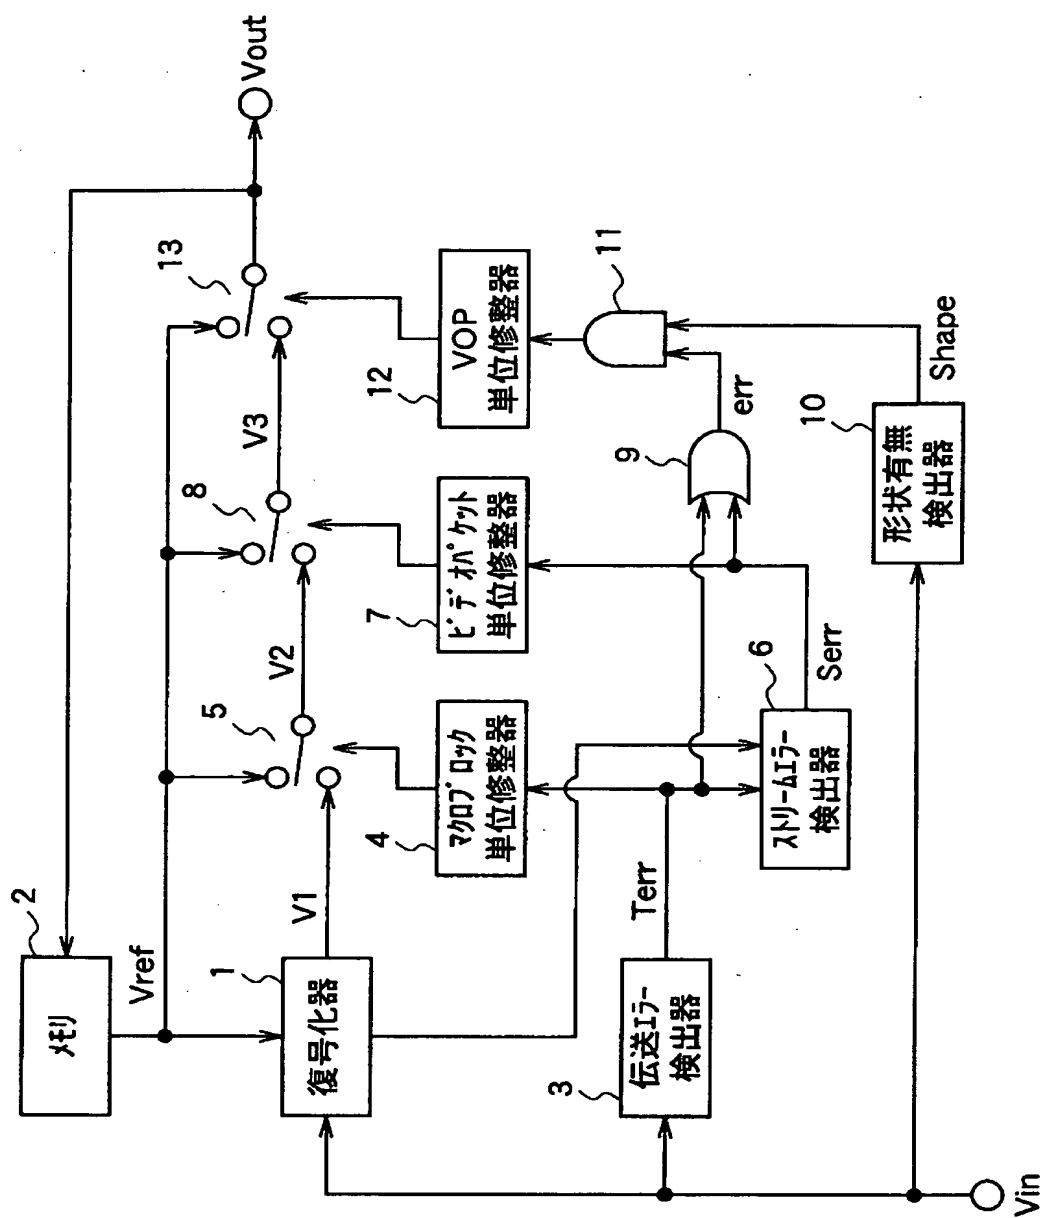 メモリ
2
Vref
復号化器
1
V1
5
V2
8
V3
13
Vout
マクロブロック
単位修整器
4
ビデオパケット
単位修整器
7
VOP
単位修整器
12
11
伝送エラー
検出器
3
Terr
ストリームエラー
検出器
6
Serr
9
err
形状有無
検出器
10
Shape
Vin